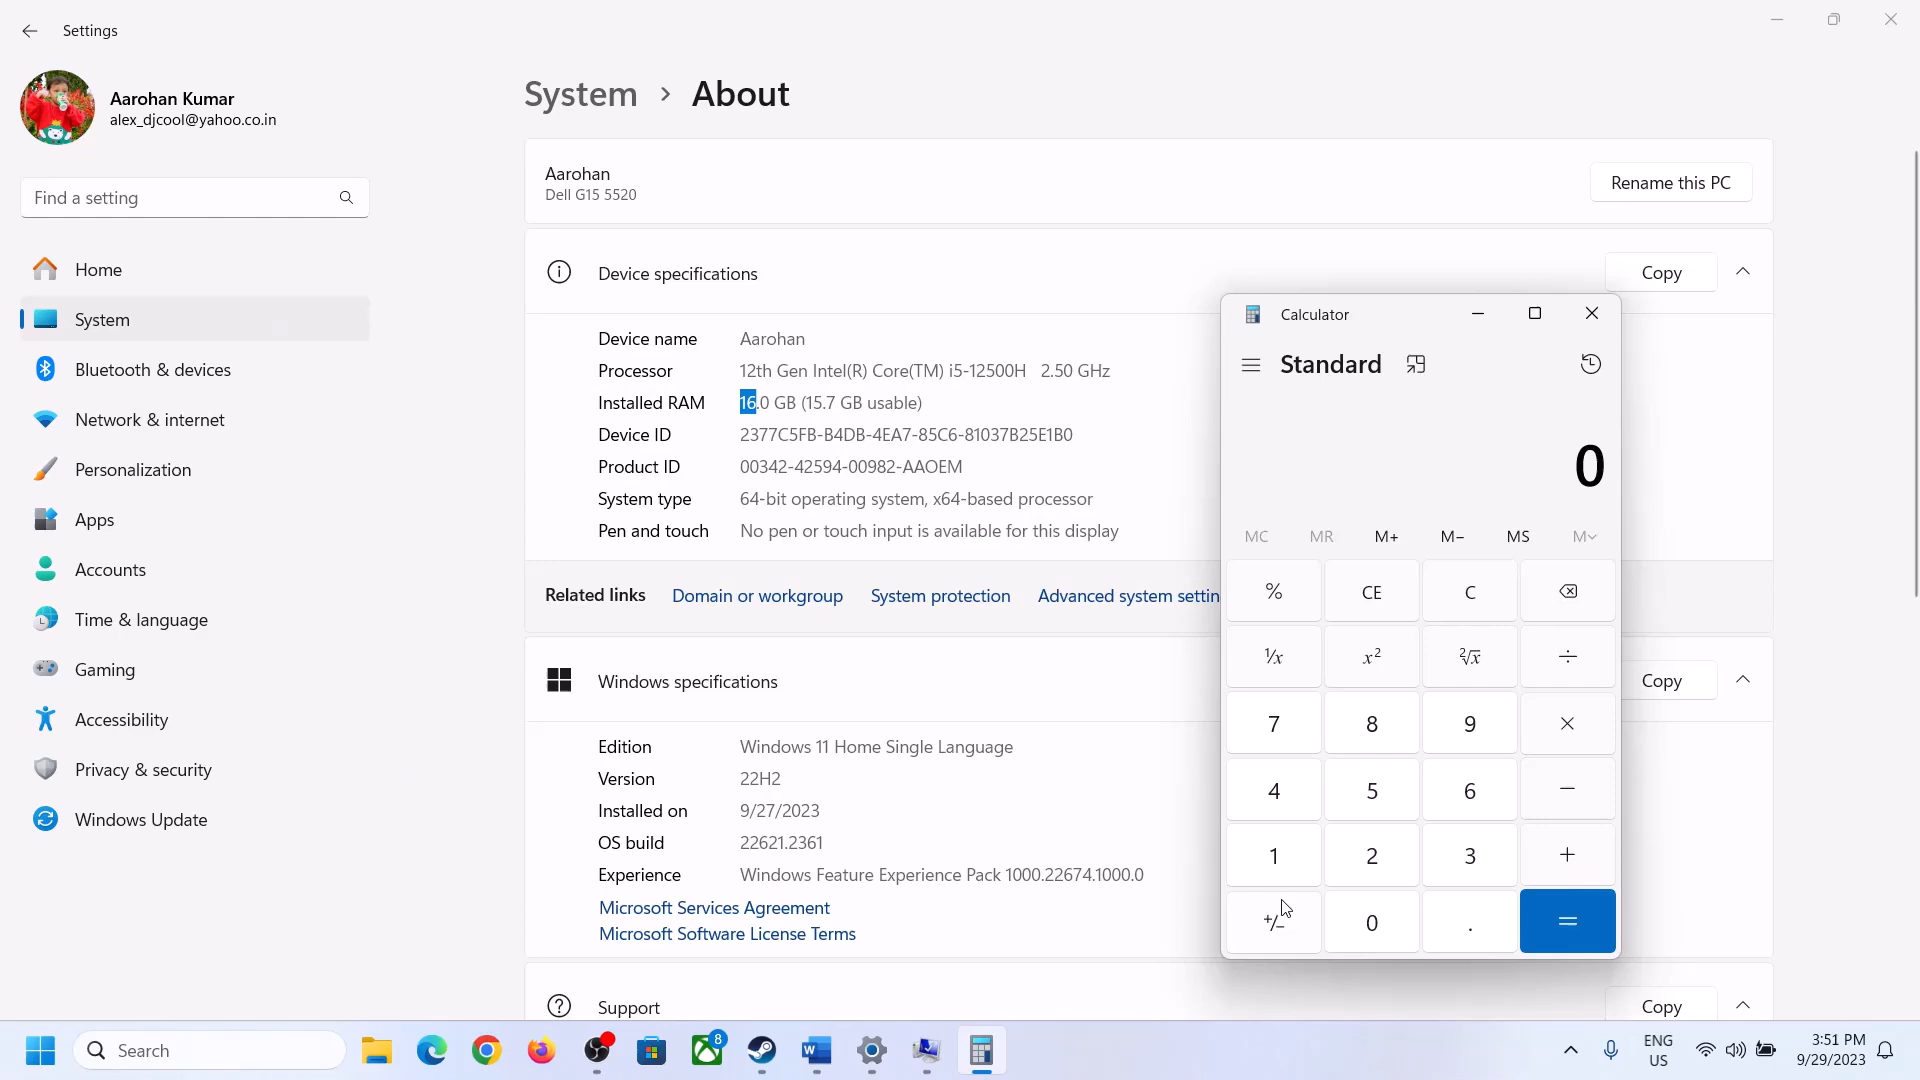 Settings
Aarohan Kumar
alex_djcool@yahoo.co.in
Find a setting
Home
System
Bluetooth & devices
Network & internet
Personalization
Apps
Accounts
Time & language
Gaming
Accessibility
Privacy & security
Windows Update
System > About
Aarohan
Dell G15 5520
Rename this PC
Device specifications
Copy
Device name Aarohan
Processor 12th Gen Intel(R) Core(TM) i5-12500H 2.50 GHz
Installed RAM 16.0 GB (15.7 GB usable)
Device ID 2377C5FB-B4DB-4EA7-85C6-81037B25E1B0
Product ID 00342-42594-00982-AAOEM
System type 64-bit operating system, x64-based processor
Pen and touch No pen or touch input is available for this display
Related links Domain or workgroup System protection Advanced system settin
Windows specifications
Copy
Edition Windows 11 Home Single Language
Version 22H2
Installed on 9/27/2023
OS build 22621.2361
Experience Windows Feature Experience Pack 1000.22674.1000.0
Microsoft Services Agreement
Microsoft Software License Terms
Support
Copy
Calculator
Standard
0
MC MR M+ M− MS M
% CE C
⅟x x² ²√x ÷
7 8 9 ×
4 5 6 −
1 2 3 +
+/− 0 . =
Search
8
ENG
US
3:51 PM
9/29/2023